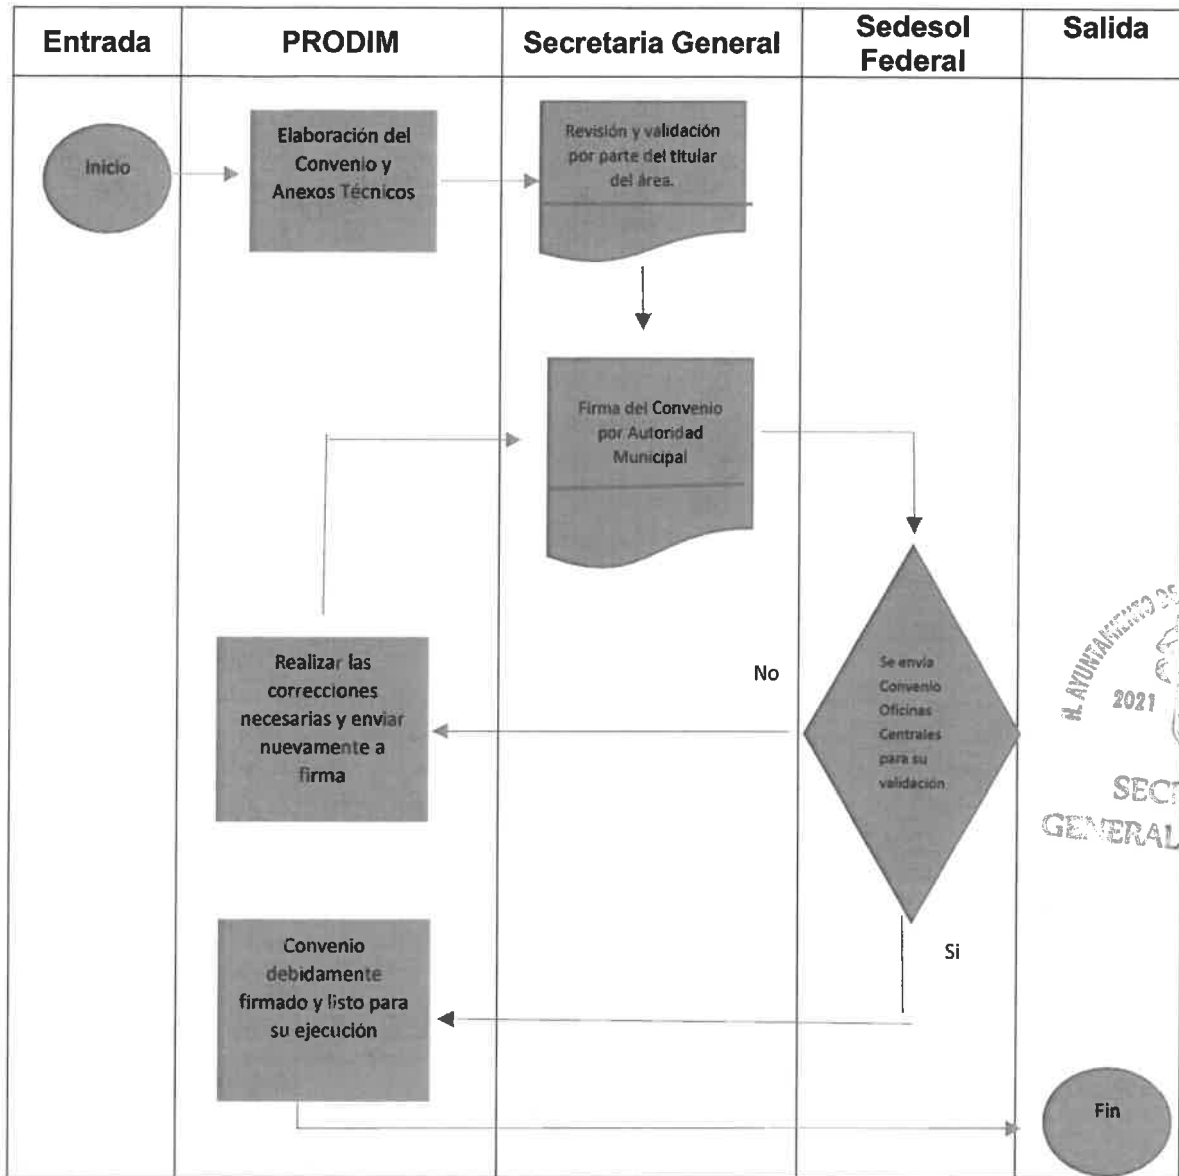 Entrada
PRODIM
Secretaria General
Sedesol
Federal
Salida
Inicio
Elaboración del
Convenio y
Anexos Técnicos
Revisión y validación
por parte del titular
del área.
Firma del Convenio
por Autoridad
Municipal
Se envía
Convenio
Oficinas
Centrales
para su
validación
No
Realizar las
correcciones
necesarias y enviar
nuevamente a
firma
Si
Convenio
debidamente
firmado y listo para
su ejecución
Fin
H. AYUNTAMIENTO DE
2021
GENERAL